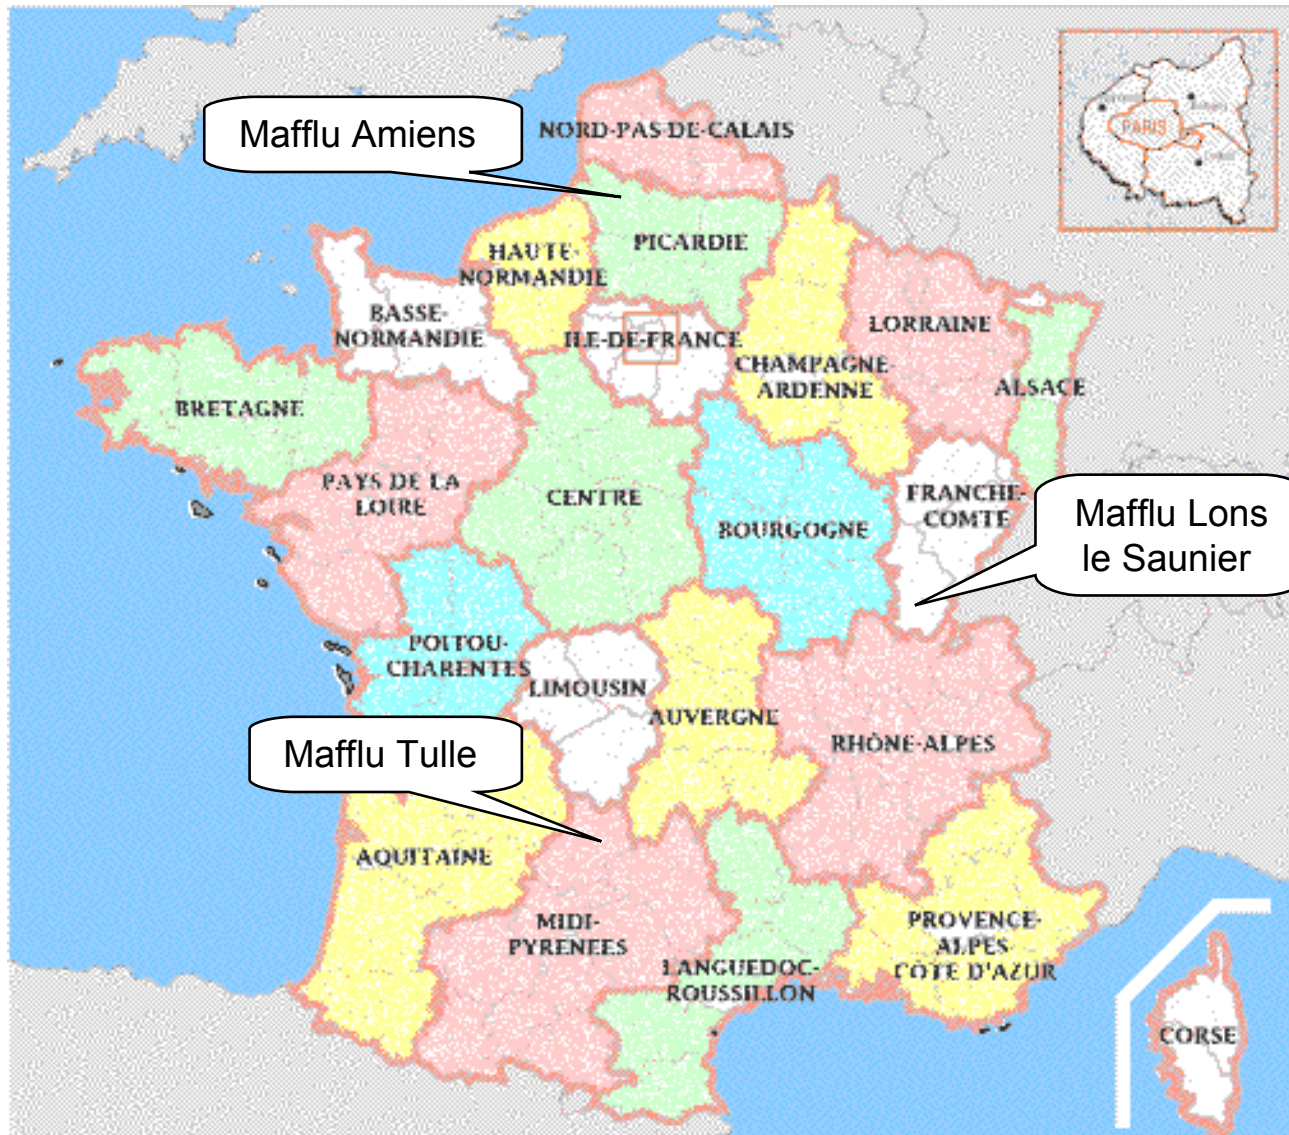 Mafflu Amiens
NORD-PAS-DE-CALAIS
PARIS
PICARDIE
HAUTE-
NORMANDIE
BASSE-
NORMANDIE
ILE-DE-FRANCE
LORRAINE
CHAMPAGNE-
ARDENNE
ALSACE
BRETAGNE
PAYS DE LA
LOIRE
CENTRE
BOURGOGNE
FRANCHE-
COMTE
Mafflu Lons
le Saunier
POITOU-
CHARENTES
LIMOUSIN
AUVERGNE
RHÔNE-ALPES
Mafflu Tulle
AQUITAINE
MIDI-
PYRENEES
LANGUEDOC-
ROUSSILLON
PROVENCE-
ALPES
CÔTE D'AZUR
CORSE